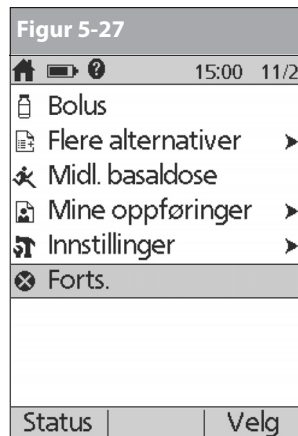 Figur 5-27
15:00 11/2
Bolus
Flere alternativer
Midl. basaldose
Mine oppføringer
Innstillinger
Forts.
Status Velg